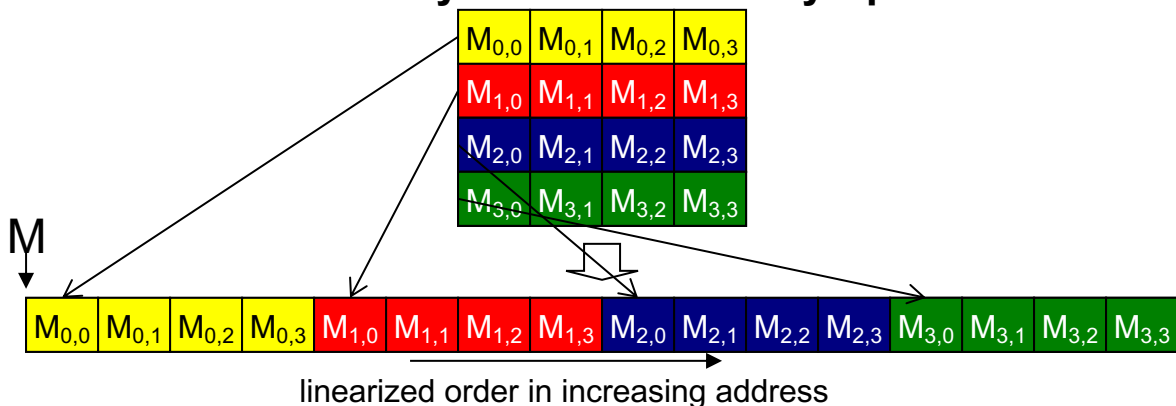 M0,0 M0,1 M0,2 M0,3
M1,0 M1,1 M1,2 M1,3
M2,0 M2,1 M2,2 M2,3
M3,0 M3,1 M3,2 M3,3
M
M0,0 M0,1 M0,2 M0,3 M1,0 M1,1 M1,2 M1,3 M2,0 M2,1 M2,2 M2,3 M3,0 M3,1 M3,2 M3,3
linearized order in increasing address